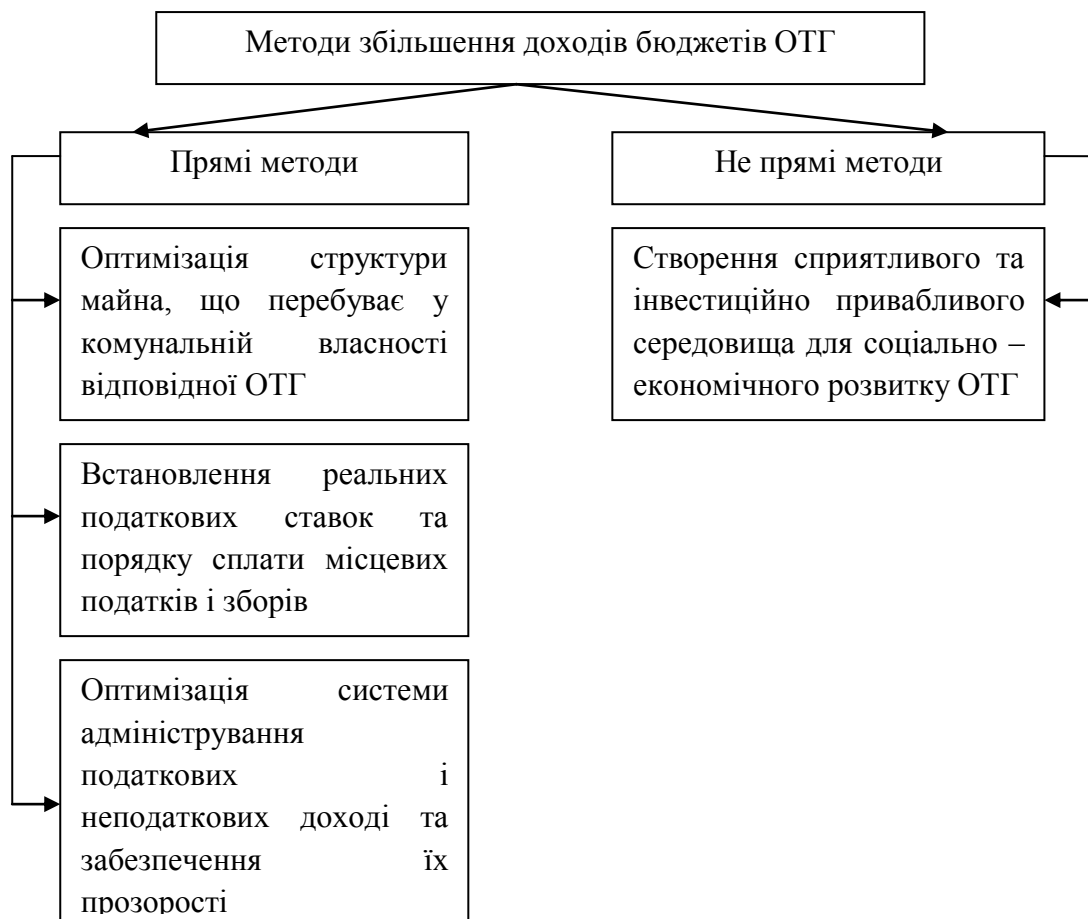 Методи збільшення доходів бюджетів ОТГ
Прямі методи
Не прямі методи
Оптимізація структури
майна, що перебуває у
комунальній власності
відповідної ОТГ
Створення сприятливого та
інвестиційно привабливого
середовища для соціально –
економічного розвитку ОТГ
Встановлення реальних
податкових ставок та
порядку сплати місцевих
податків і зборів
Оптимізація системи
адміністрування
податкових і
неподаткових доході та
забезпечення їх
прозорості